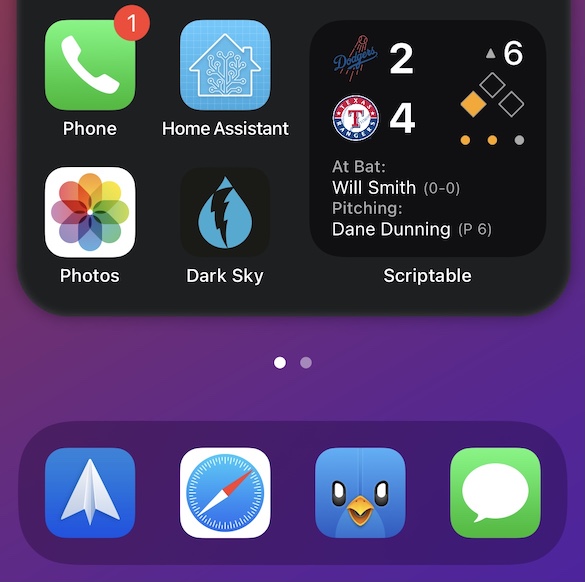 1
Phone
Home Assistant
Photos
Dark Sky
Dodgers 2
▲ 6
TEXAS T RANGERS 4
At Bat:
Will Smith (0-0)
Pitching:
Dane Dunning (P 6)
Scriptable